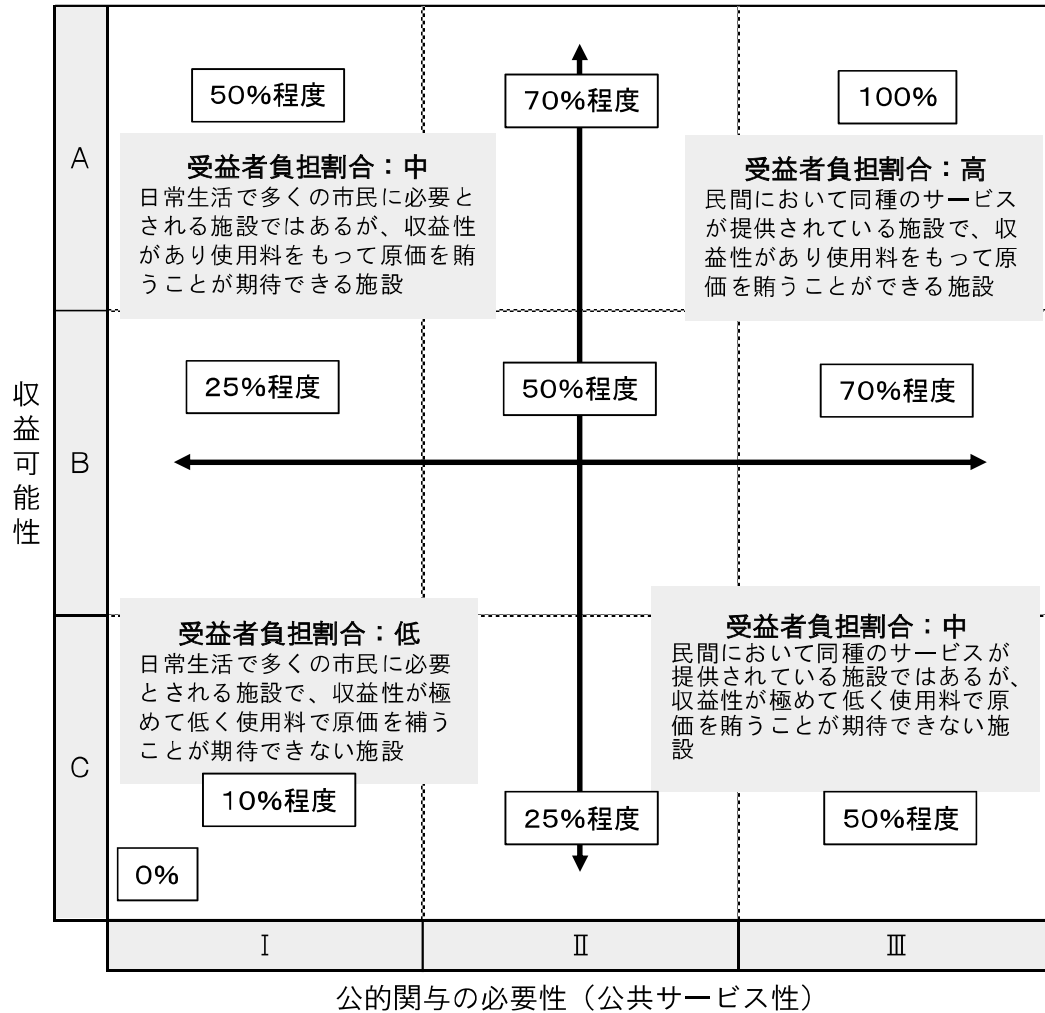 収益可能性
A
50%程度
70%程度
100%
受益者負担割合：中
日常生活で多くの市民に必要と
される施設ではあるが、収益性
があり使用料をもって原価を賄
うことが期待できる施設
受益者負担割合：高
民間において同種のサービス
が提供されている施設で、収
益性があり使用料をもって原
価を賄うことができる施設
B
25%程度
50%程度
70%程度
C
受益者負担割合：低
日常生活で多くの市民に必要
とされる施設で、収益性が極
めて低く使用料で原価を補う
ことが期待できない施設
受益者負担割合：中
民間において同種のサービスが
提供されている施設ではあるが、
収益性が極めて低く使用料で原
価を賄うことが期待できない施
設
10%程度
25%程度
50%程度
0%
Ⅰ
Ⅱ
Ⅲ
公的関与の必要性（公共サービス性）